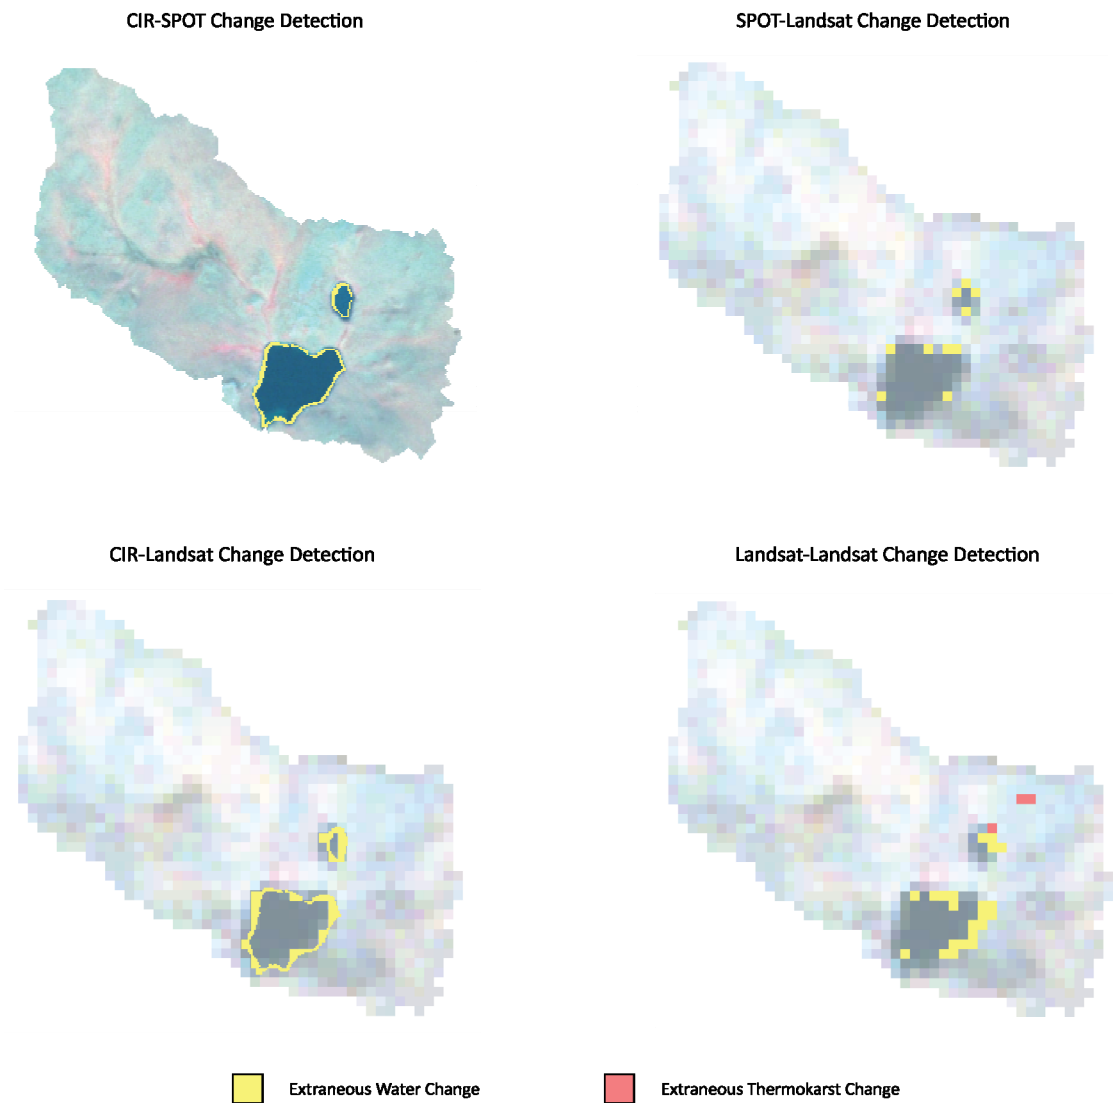 CIR-SPOT Change Detection
SPOT-Landsat Change Detection
CIR-Landsat Change Detection
Landsat-Landsat Change Detection
Extraneous Water Change
Extraneous Thermokarst Change